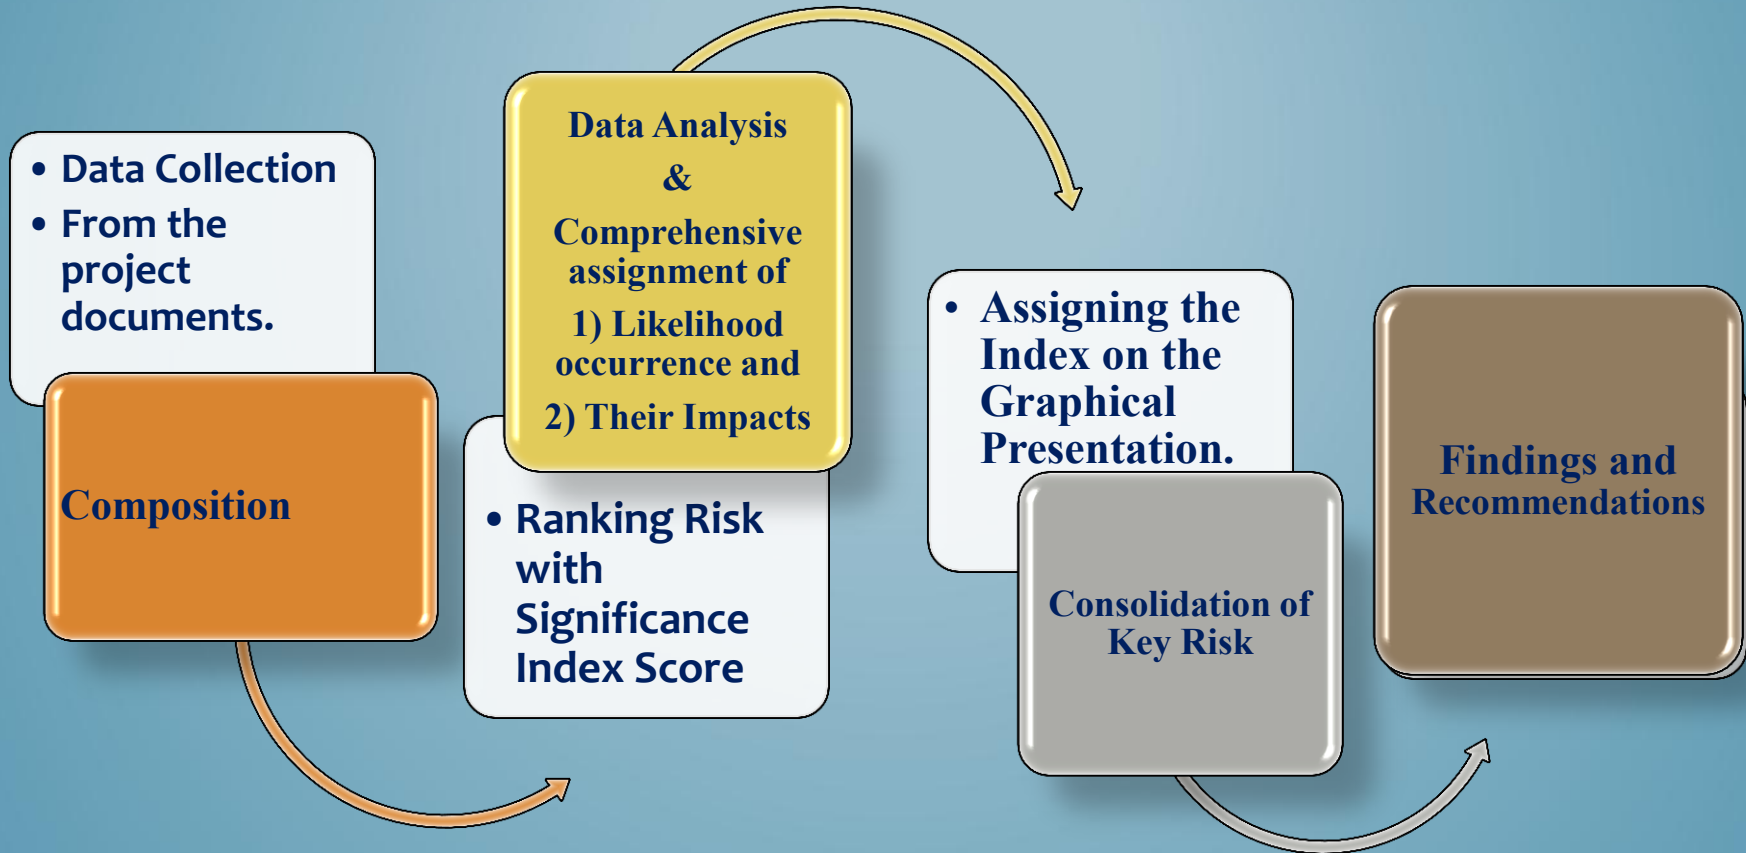 • Data Collection
• From the
project
documents.
Composition
Data Analysis
&
Comprehensive
assignment of
1) Likelihood
occurrence and
2) Their Impacts
• Ranking Risk
with
Significance
Index Score
• Assigning the
Index on the
Graphical
Presentation.
Consolidation of
Key Risk
Findings and
Recommendations